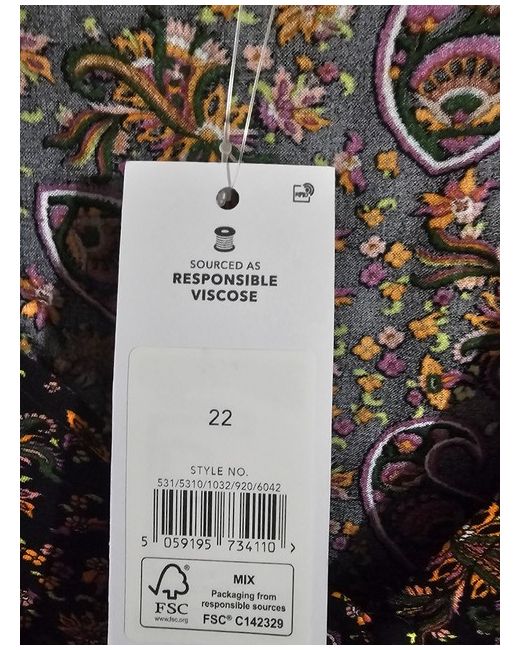 SOURCED AS
RESPONSIBLE
VISCOSE
22
STYLE NO.
531/5310/1032/920/6042
5 059195 734110 >
FSC
www.fsc.org
MIX
Packaging from
responsible sources
FSC® C142329